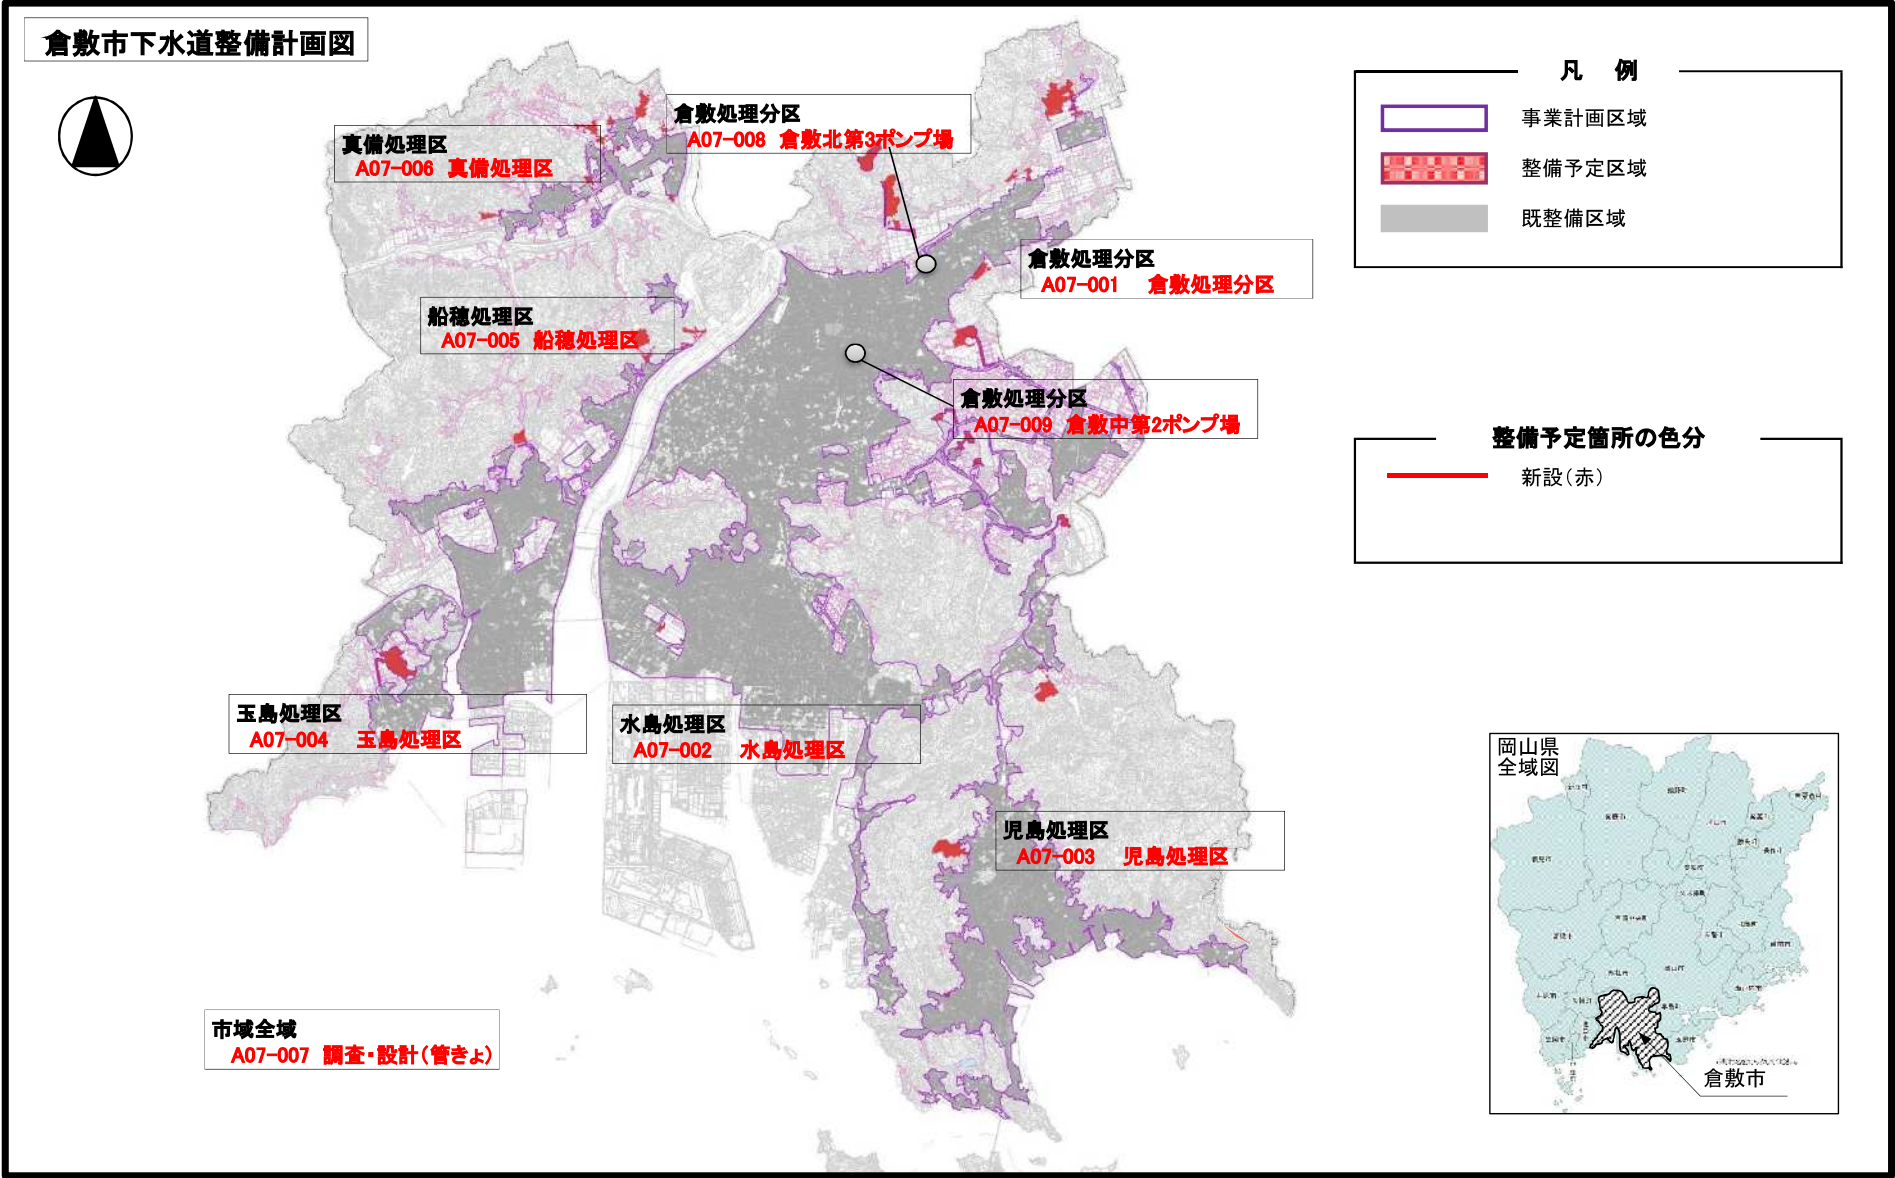 倉敷市下水道整備計画図
倉敷処理分区
A07-008 倉敷北第3ポンプ場
真備処理区
A07-006 真備処理区
倉敷処理分区
A07-001 倉敷処理分区
船穂処理区
A07-005 船穂処理区
倉敷処理分区
A07-009 倉敷中第2ポンプ場
玉島処理区
A07-004 玉島処理区
水島処理区
A07-002 水島処理区
児島処理区
A07-003 児島処理区
市域全域
A07-007 調査・設計(管きょ)
凡 例
事業計画区域
整備予定区域
既整備区域
整備予定箇所の色分
新設(赤)
岡山県
全域図
倉敷市